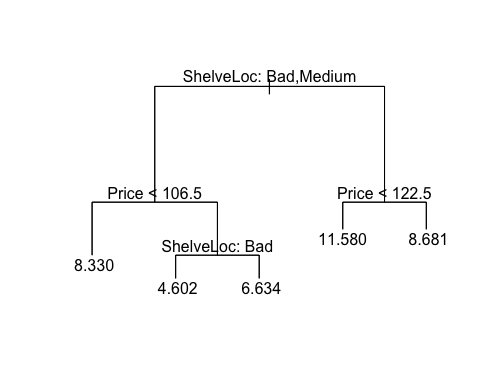 ShelveLoc: Bad,Medium
Price < 106.5
Price < 122.5
11.580
8.681
ShelveLoc: Bad
8.330
4.602
6.634